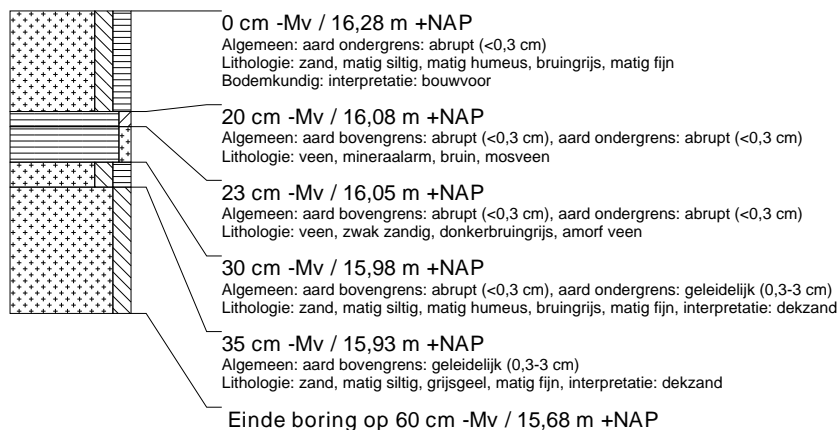 0 cm -Mv / 16,28 m +NAP
Algemeen: aard ondergrens: abrupt (<0,3 cm)
Lithologie: zand, matig siltig, matig humeus, bruingrijs, matig fijn
Bodemkundig: interpretatie: bouwvoor
20 cm -Mv / 16,08 m +NAP
Algemeen: aard bovengrens: abrupt (<0,3 cm), aard ondergrens: abrupt (<0,3 cm)
Lithologie: veen, mineraalarm, bruin, mosveen
23 cm -Mv / 16,05 m +NAP
Algemeen: aard bovengrens: abrupt (<0,3 cm), aard ondergrens: abrupt (<0,3 cm)
Lithologie: veen, zwak zandig, donkerbruingrijs, amorf veen
30 cm -Mv / 15,98 m +NAP
Algemeen: aard bovengrens: abrupt (<0,3 cm), aard ondergrens: geleidelijk (0,3-3 cm)
Lithologie: zand, matig siltig, matig humeus, bruingrijs, matig fijn, interpretatie: dekzand
35 cm -Mv / 15,93 m +NAP
Algemeen: aard bovengrens: geleidelijk (0,3-3 cm)
Lithologie: zand, matig siltig, grijsgeel, matig fijn, interpretatie: dekzand
Einde boring op 60 cm -Mv / 15,68 m +NAP